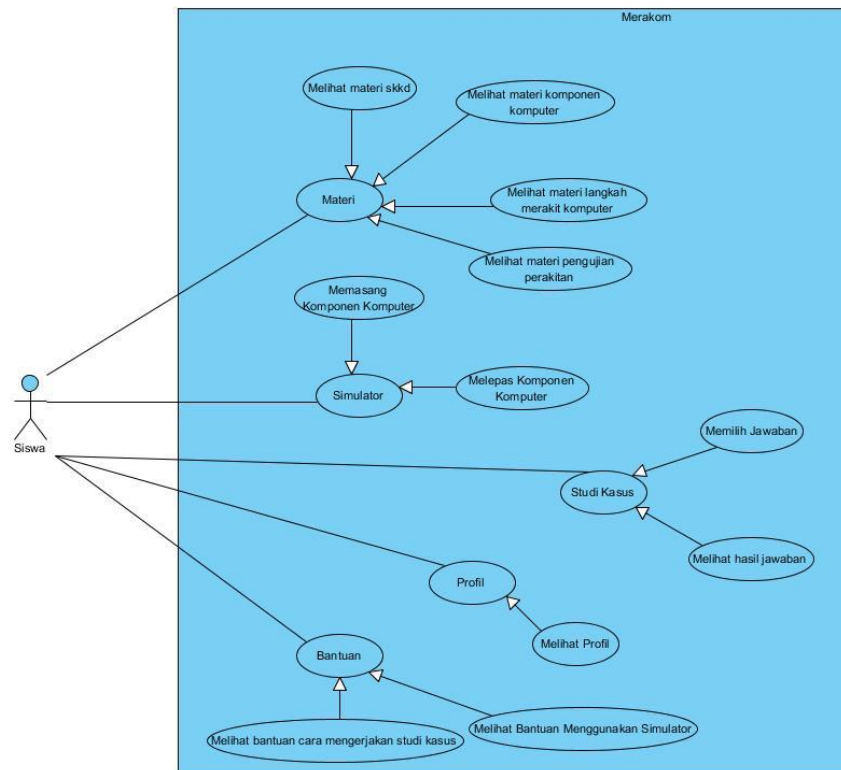 Merakom
Melihat materi skkd
Melihat materi komponen
komputer
Materi
Melihat materi langkah
merakit komputer
Melihat materi pengujian
perakitan
Memasang
Komponen Komputer
Simulator
Melepas Komponen
Komputer
Siswa
Memilih Jawaban
Studi Kasus
Melihat hasil jawaban
Profil
Melihat Profil
Bantuan
Melihat Bantuan Menggunakan Simulator
Melihat bantuan cara mengerjakan studi kasus